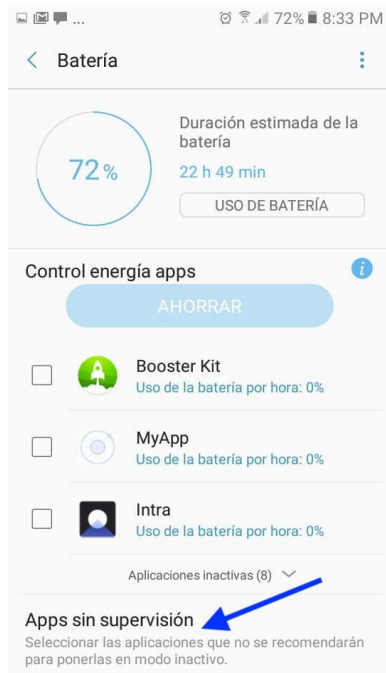 ... 72% 8:33 PM
Batería
Duración estimada de la
batería
72%
22 h 49 min
USO DE BATERÍA
Control energía apps
i
AHORRAR
Booster Kit
Uso de la batería por hora: 0%
MyApp
Uso de la batería por hora: 0%
Intra
Uso de la batería por hora: 0%
Aplicaciones inactivas (8)
Apps sin supervisión
Seleccionar las aplicaciones que no se recomendarán
para ponerlas en modo inactivo.